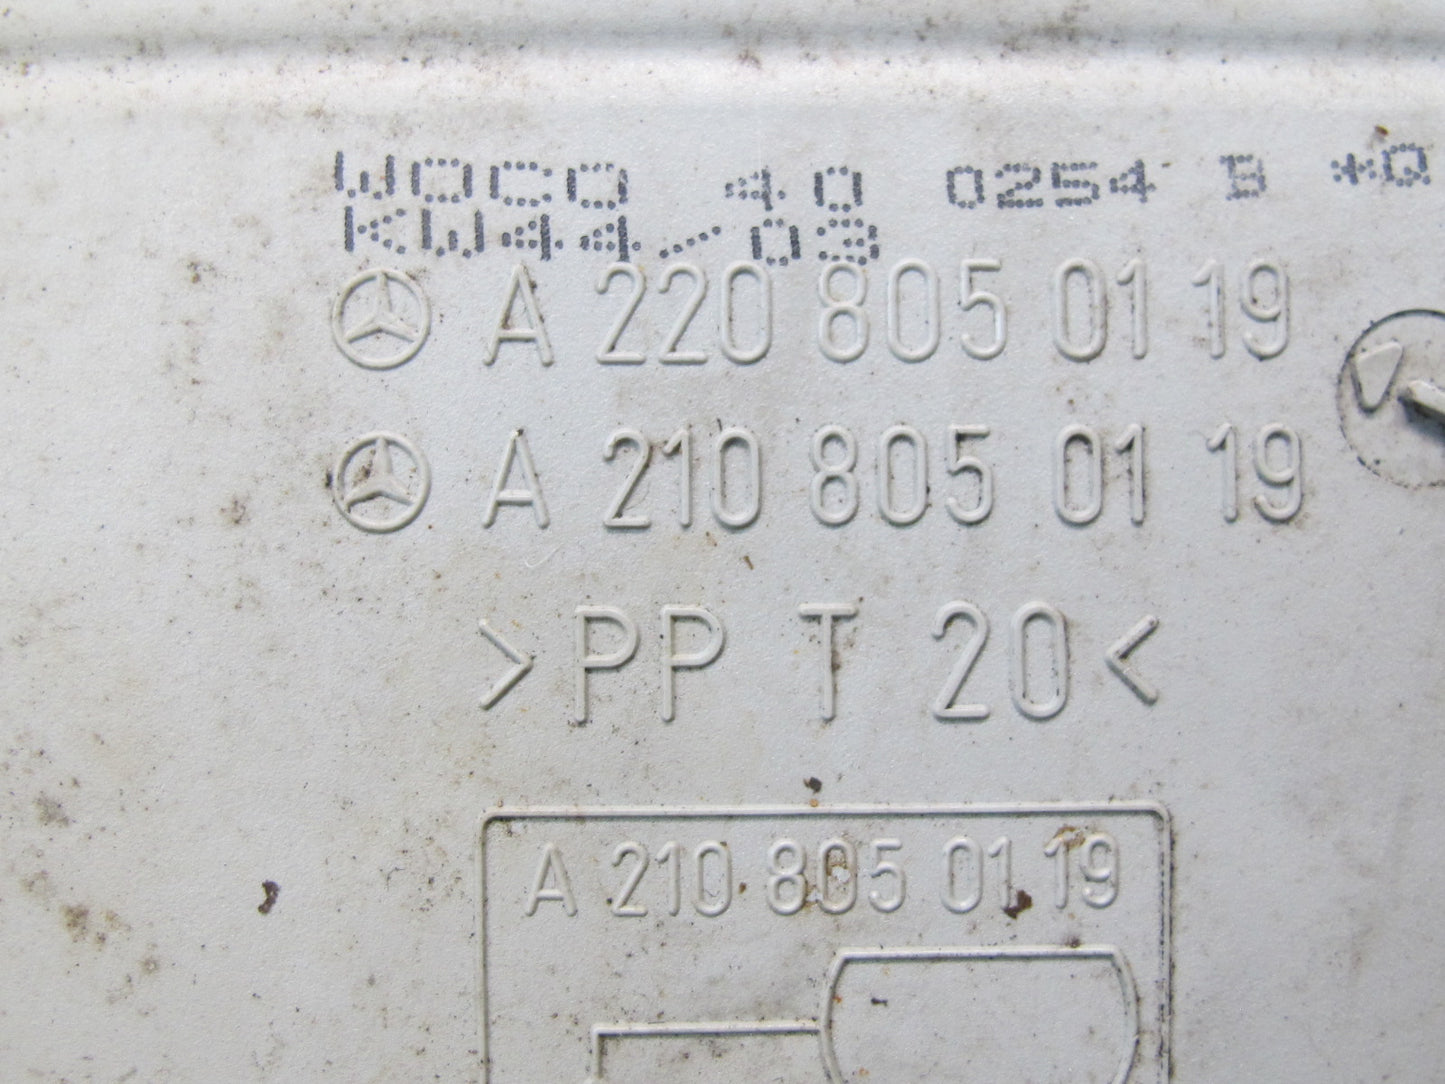 WOCO 40 0254 B *Q
KW44/03
A 220 805 01 19
A 210 805 01 19
>PP T 20<
A 210 805 01 19